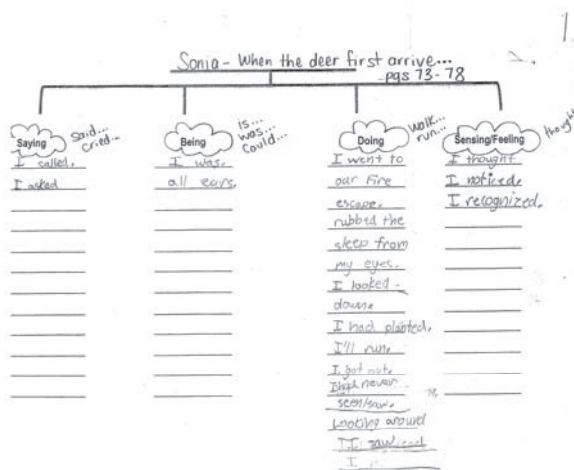 Sonia - When the deer first arrive...
pgs 73-78
Saying
Said...
cried...
I called.
I asked
Being
is...
was...
Could...
I was.
all ears.
Doing
walk...
run...
I went to
our fire
escape.
rubbed the
sleep from
my eyes.
I looked
down.
I had planted.
I'll run.
I got out.
I had never
seen/saw.
Looking around
I
Sensing/Feeling
thought
I thought
I noticed.
I recognized.